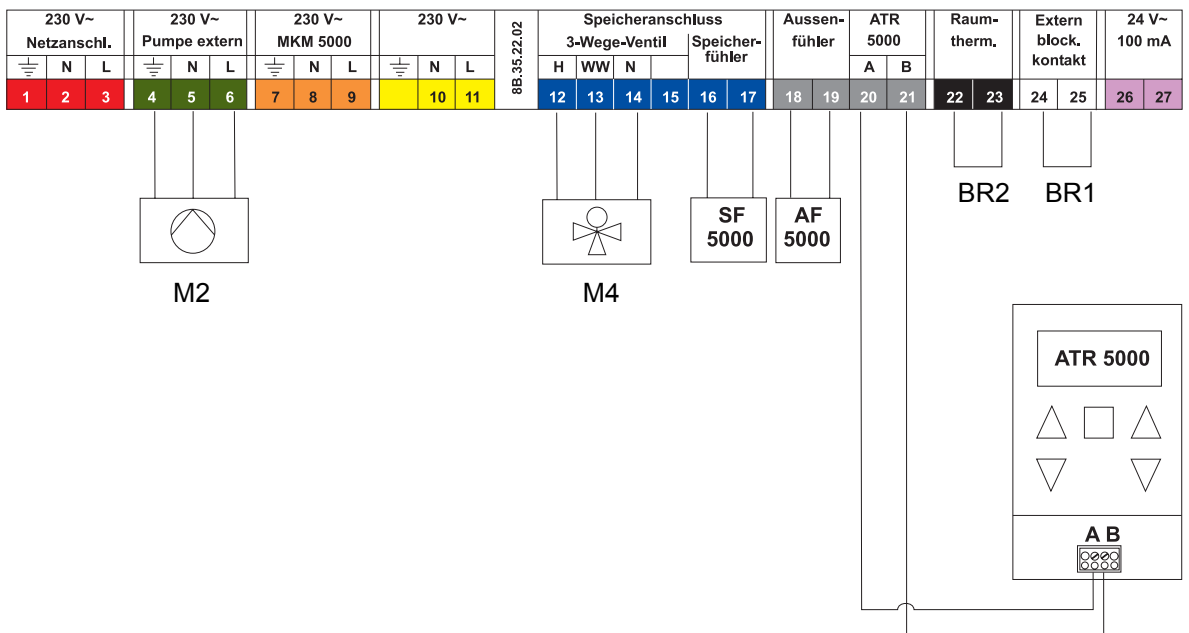 230 V~ 230 V~ 230 V~ 230 V~ 8B.35.22.02 Speicheranschluss Aussen- ATR Raum- Extern 24 V~
Netzanschl. Pumpe extern MKM 5000 3-Wege-Ventil Speicher- fühler 5000 therm. block. 100 mA
fühler kontakt
N L N L N L N L H WW N A B
1 2 3 4 5 6 7 8 9 10 11 12 13 14 15 16 17 18 19 20 21 22 23 24 25 26 27
BR2 BR1
SF AF
5000 5000
M2 M4
ATR 5000
A B